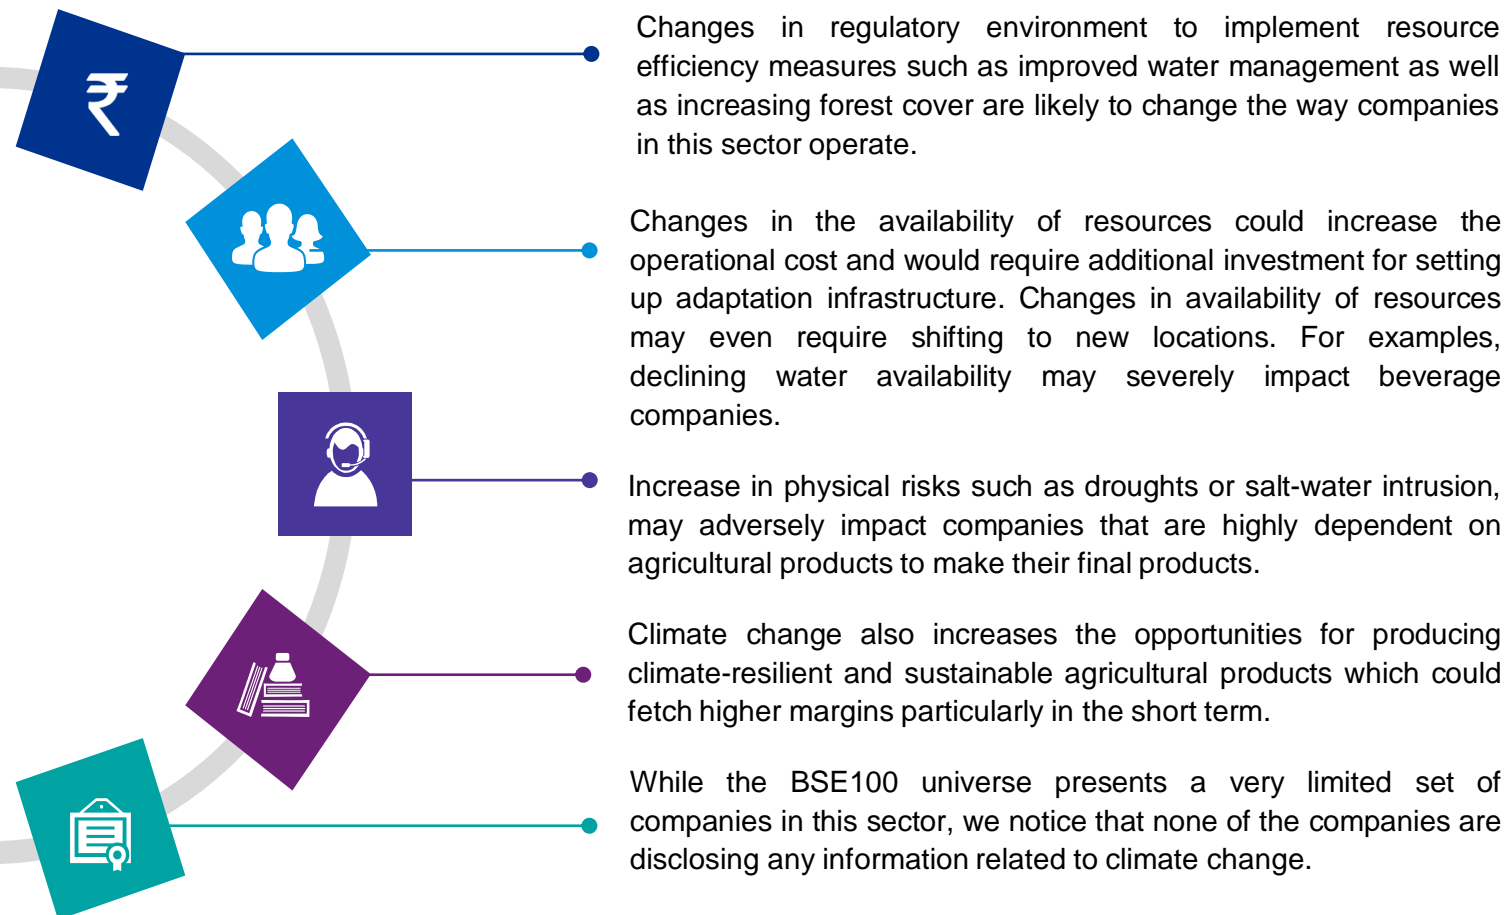 ₹
Changes in regulatory environment to implement resource
efficiency measures such as improved water management as well
as increasing forest cover are likely to change the way companies
in this sector operate.
Changes in the availability of resources could increase the
operational cost and would require additional investment for setting
up adaptation infrastructure. Changes in availability of resources
may even require shifting to new locations. For examples,
declining water availability may severely impact beverage
companies.
Increase in physical risks such as droughts or salt-water intrusion,
may adversely impact companies that are highly dependent on
agricultural products to make their final products.
Climate change also increases the opportunities for producing
climate-resilient and sustainable agricultural products which could
fetch higher margins particularly in the short term.
While the BSE100 universe presents a very limited set of
companies in this sector, we notice that none of the companies are
disclosing any information related to climate change.